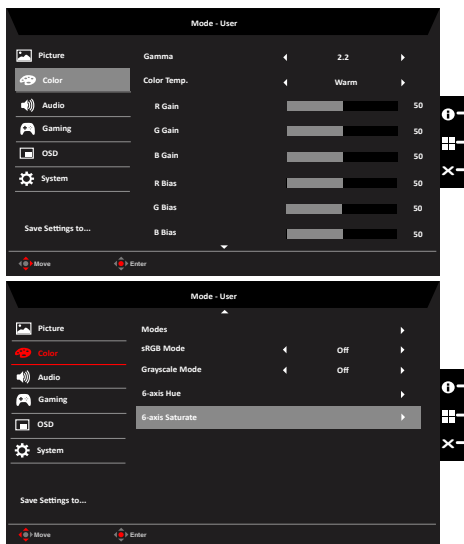 Mode - User
Picture
Gamma 2.2
Color
Color Temp. Warm
Audio
R Gain 50
Gaming
G Gain 50
OSD
B Gain 50
System
R Bias 50
G Bias 50
Save Settings to...
B Bias 50
Move Enter
Mode - User
Picture
Modes
Color
sRGB Mode Off
Audio
Grayscale Mode Off
Gaming
6-axis Hue
OSD
6-axis Saturate
System
Save Settings to...
Move Enter